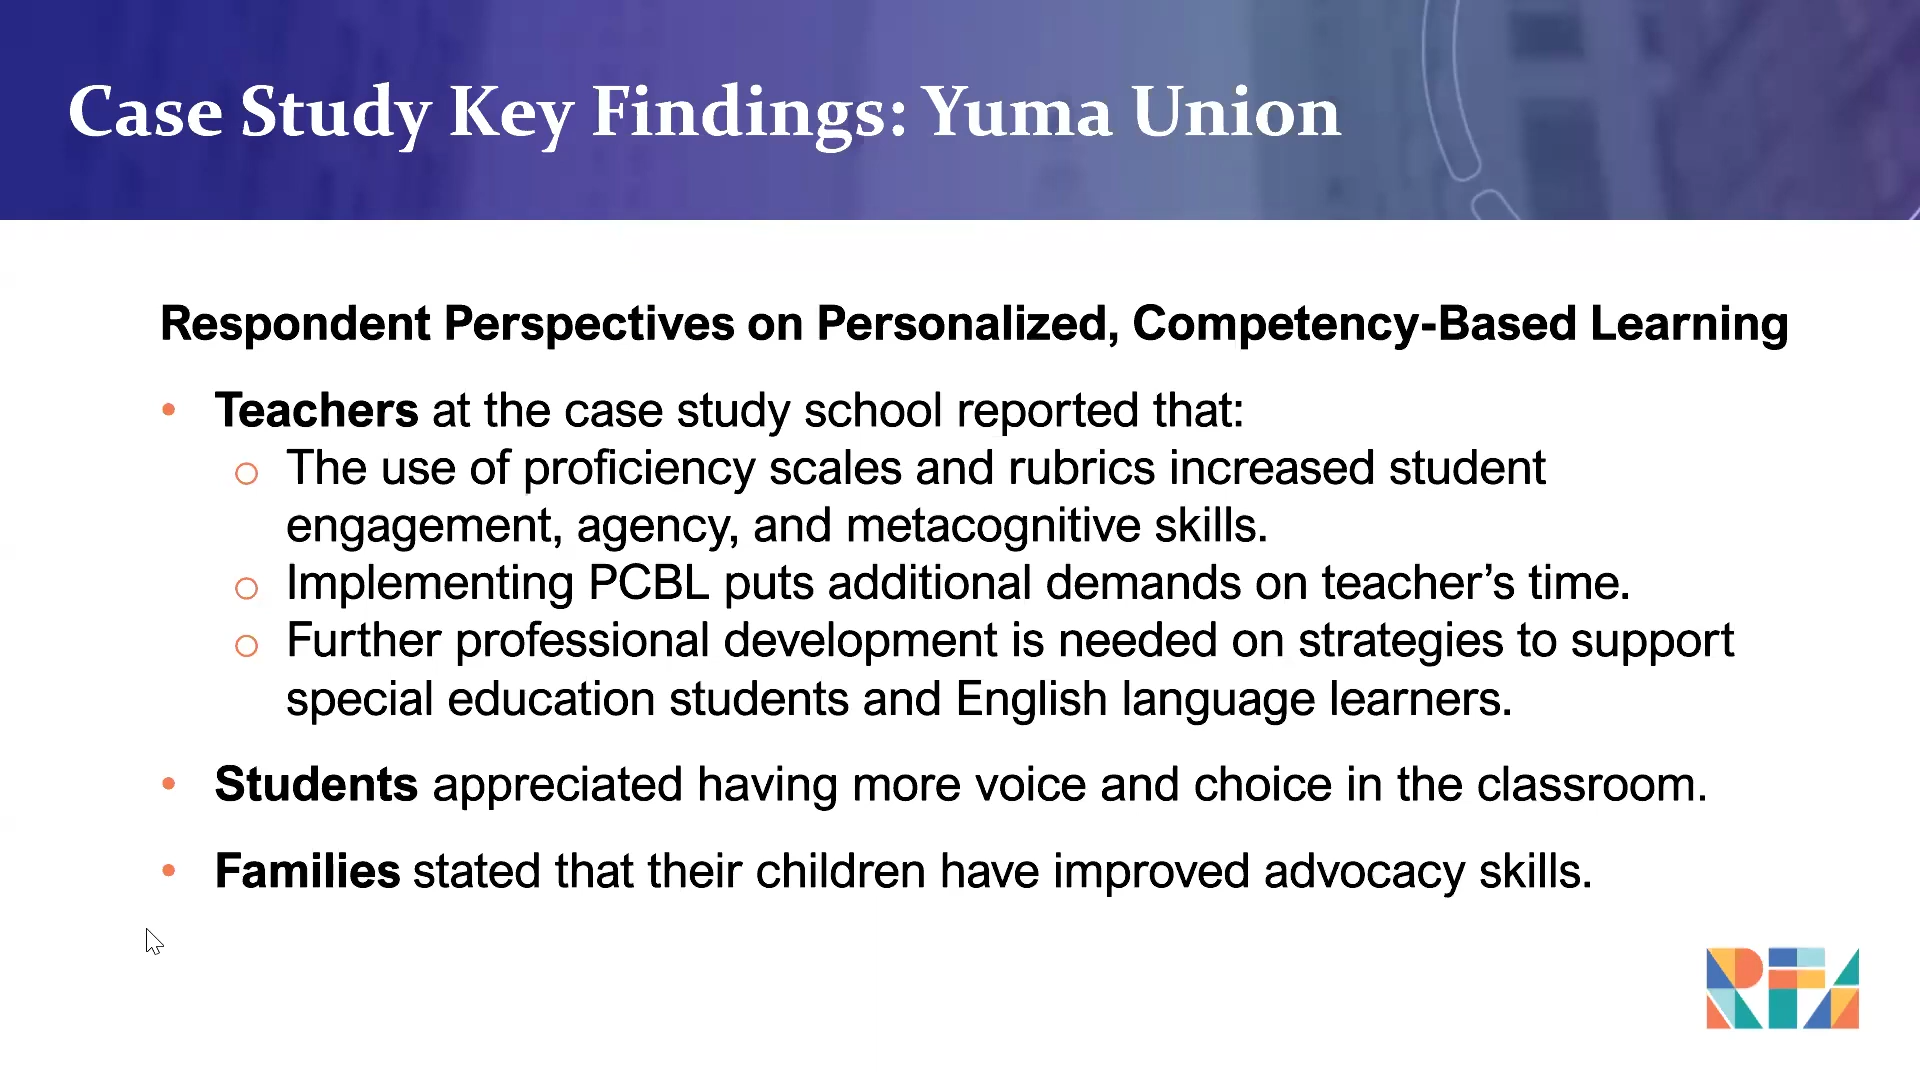 Case Study Key Findings: Yuma Union
Respondent Perspectives on Personalized, Competency-Based Learning
• Teachers at the case study school reported that:
o The use of proficiency scales and rubrics increased student
engagement, agency, and metacognitive skills.
o Implementing PCBL puts additional demands on teacher’s time.
o Further professional development is needed on strategies to support
special education students and English language learners.
• Students appreciated having more voice and choice in the classroom.
• Families stated that their children have improved advocacy skills.
RFA